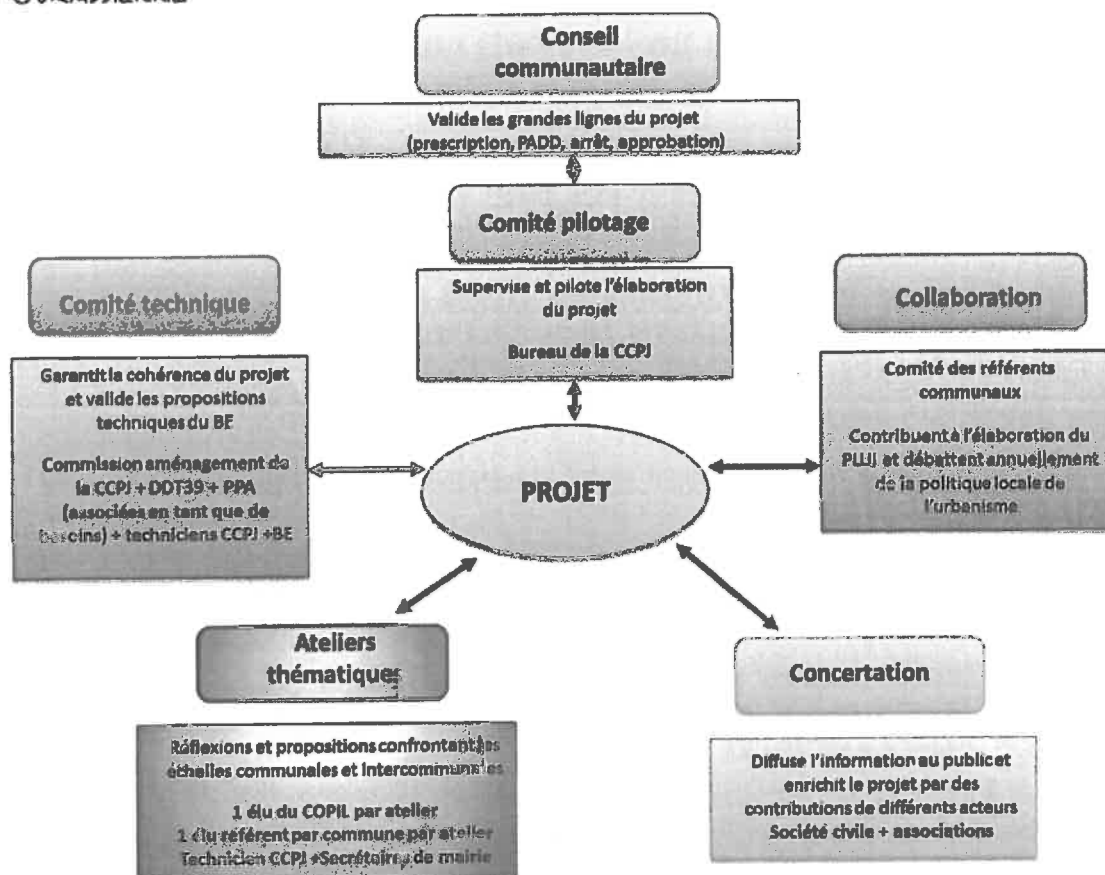 Conseil
communautaire
Valide les grandes lignes du projet
(prescription, PADD, arrêt, approbation)
Comité pilotage
Supervise et pilote l'élaboration
du projet
Bureau de la CCPJ
Comité technique
Garantit la cohérence du projet
et valide les propositions
techniques du BE
Commission aménagement de
la CCPJ + DDT39 + PPA
(associées en tant que de
besoins) + techniciens CCPJ +BE
Collaboration
Comité des référents
communaux
Contribuent à l'élaboration du
PLUi et débattent annuellement
de la politique locale de
l'urbanisme
PROJET
Ateliers
thématiques
Réflexions et propositions confrontant les
échelles communales et intercommunales
1 élu du COPIL par atelier
1 élu référent par commune par atelier
Technicien CCPJ +Secrétaires de mairie
Concertation
Diffuse l'information au public et
enrichit le projet par des
contributions de différents acteurs
Société civile + associations